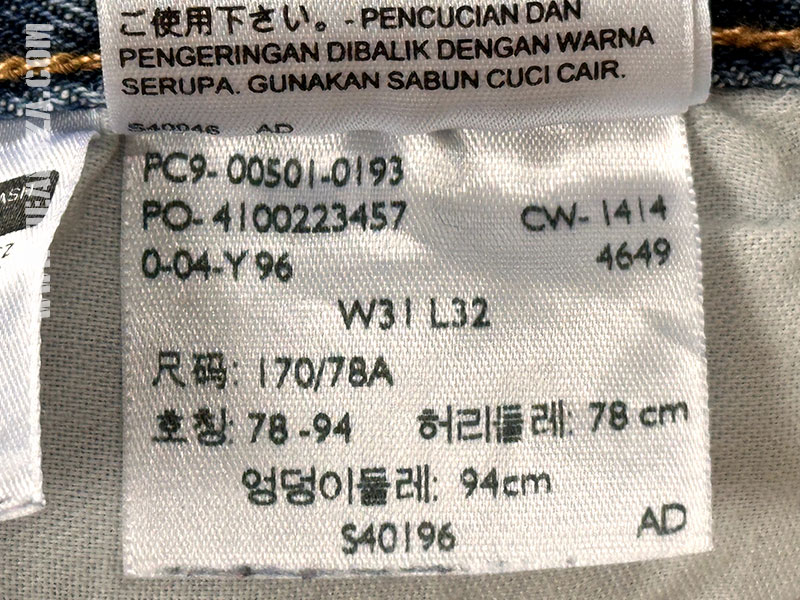 ご使用下さい。- PENCUCIAN DAN
PENGERINGAN DIBALIK DENGAN WARNA
SERUPA. GUNAKAN SABUN CUCI CAIR.
S40046 AD
PC9- 00501-0193
PO- 4100223457 CW- 1414
0-04-Y 96 4649
W31 L32
尺码: 170/78A
호칭: 78 -94 허리둘레: 78 cm
엉덩이둘레: 94cm
S40196 AD